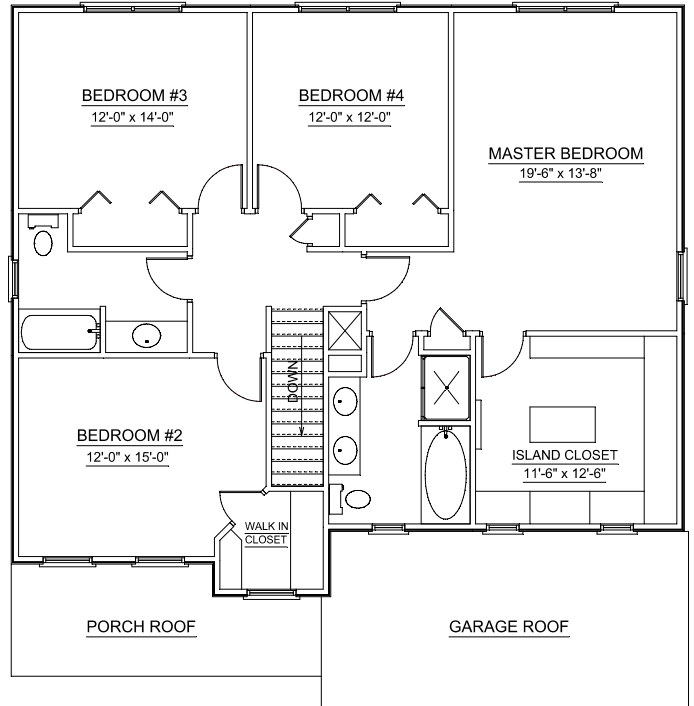 BEDROOM #3
12'-0" x 14'-0"
BEDROOM #4
12'-0" x 12'-0"
MASTER BEDROOM
19'-6" x 13'-8"
DOWN
BEDROOM #2
12'-0" x 15'-0"
ISLAND CLOSET
11'-6" x 12'-6"
WALK IN
CLOSET
PORCH ROOF
GARAGE ROOF